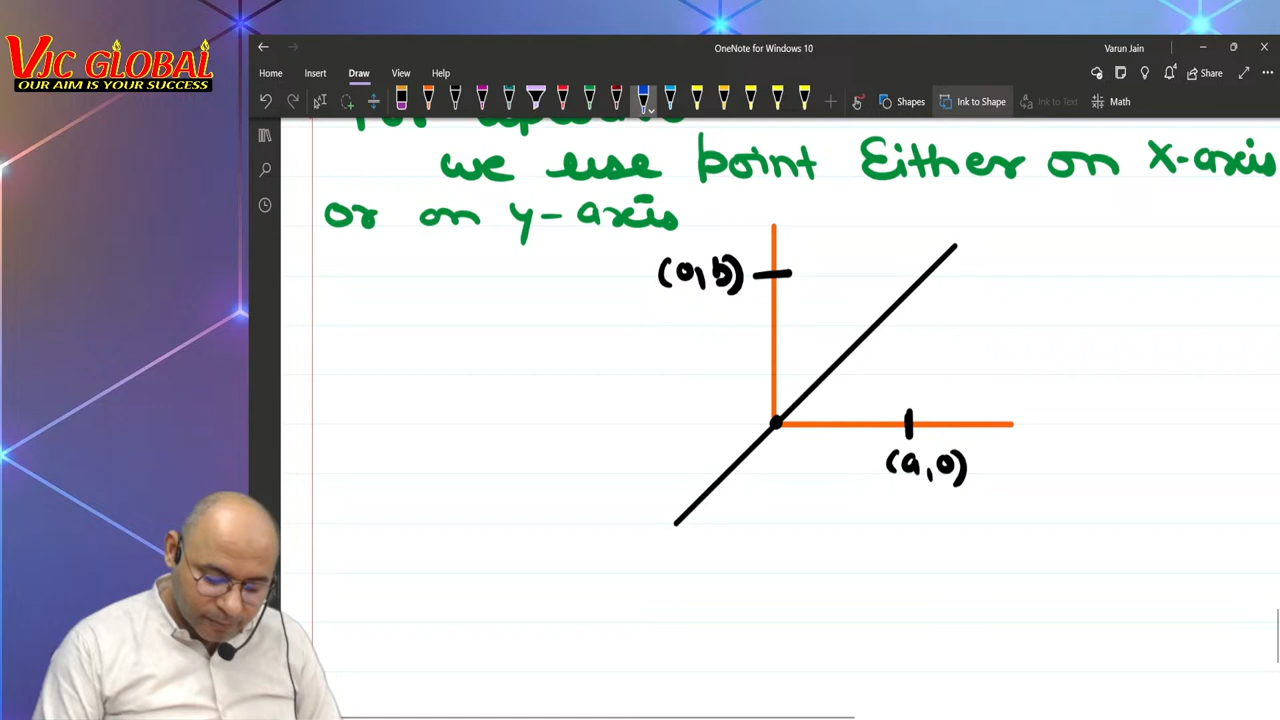 VJC GLOBAL
OUR AIM IS YOUR SUCCESS
OneNote for Windows 10
Varun Jain
Home Insert Draw View Help
Share
Shapes Ink to Shape Ink to Text Math
For
we use point Either on X-axis
or on y-axis
(0,b)
(a,0)